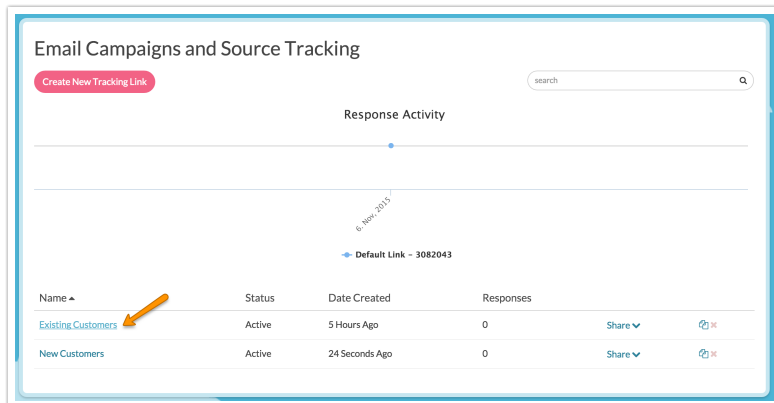 Email Campaigns and Source Tracking
Create New Tracking Link
search
Response Activity
6. Nov, 2015
Default Link - 3082043
Name Status Date Created Responses
Existing Customers Active 5 Hours Ago 0 Share
New Customers Active 24 Seconds Ago 0 Share